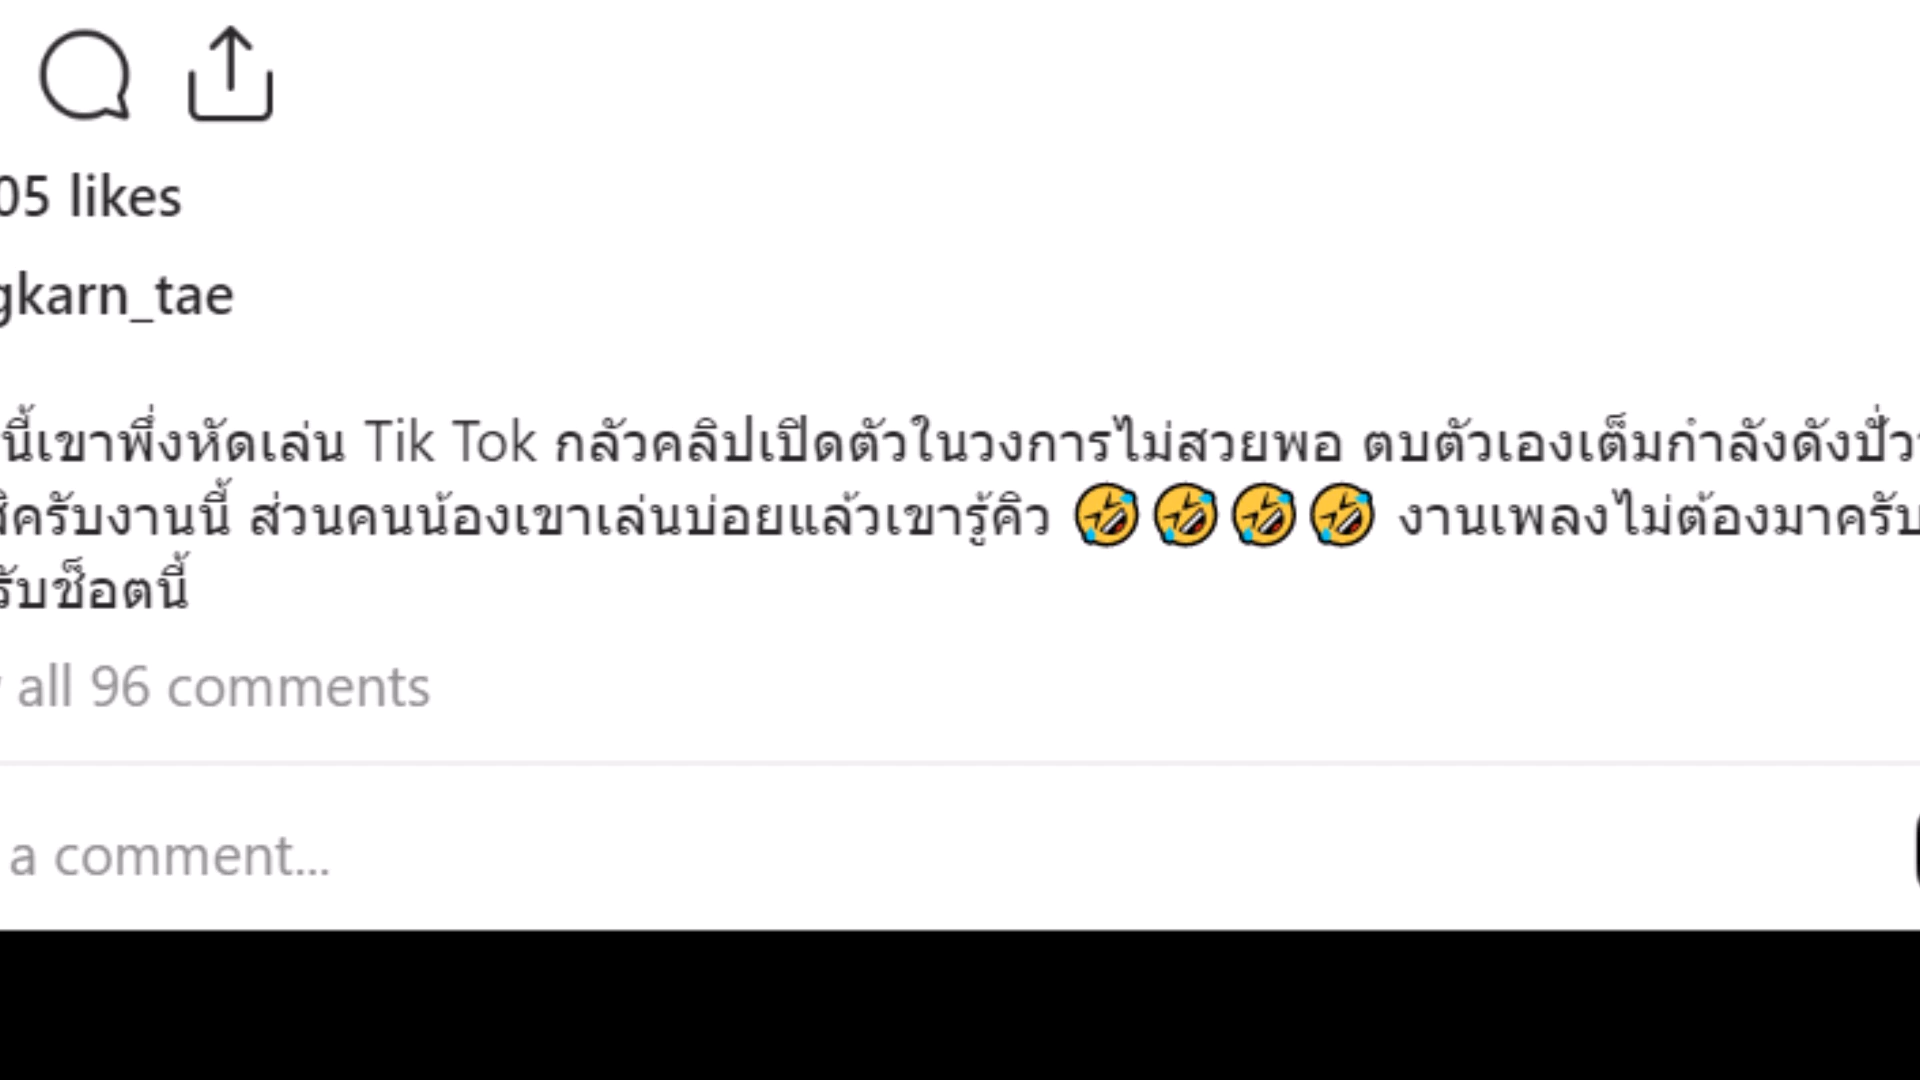 05 likes
gkarn_tae
นี้เขาพึ่งหัดเล่น Tik Tok กลัวคลิปเปิดตัวในวงการไม่สวยพอ ตบตัวเองเต็มกำลังดังปั่ว
สิครับงานนี้ ส่วนคนน้องเขาเล่นบ่อยแล้วเขารู้คิว 🤣🤣🤣🤣 งานเพลงไม่ต้องมาครับ
รับช็อตนี้
all 96 comments
a comment...